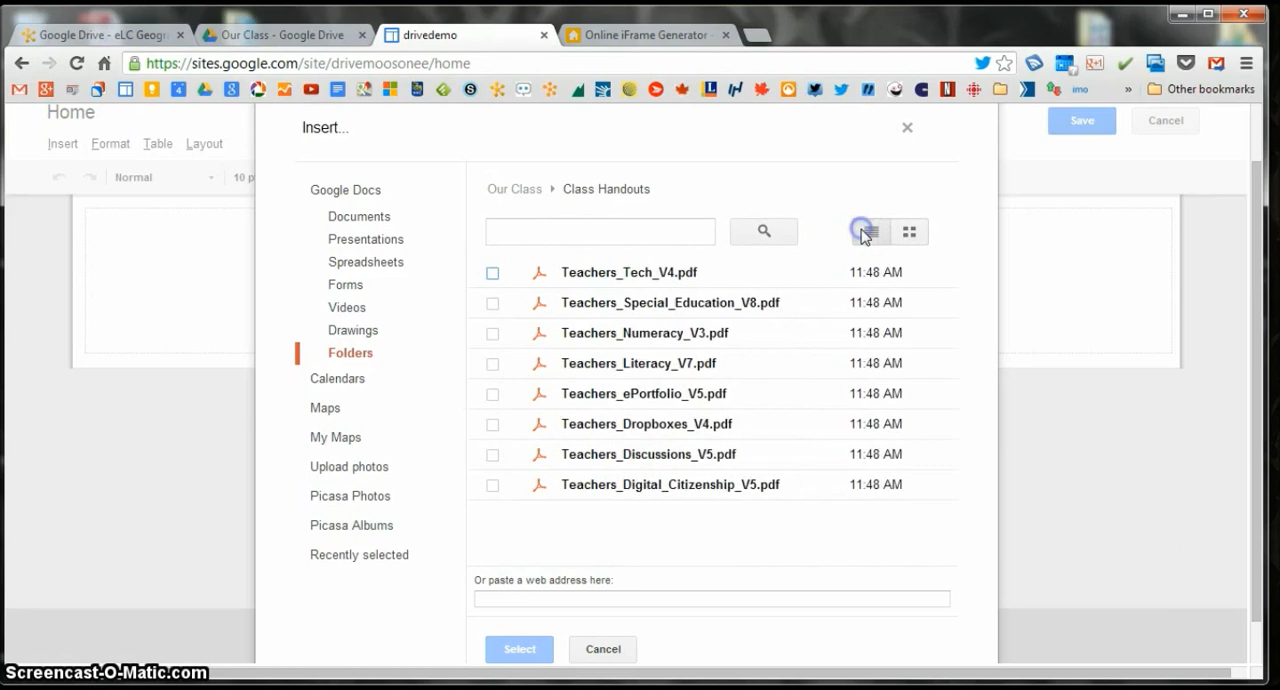 Google Drive - eLC Geogr
Our Class - Google Drive
drivedemo
Online iFrame Generator
https://sites.google.com/site/drivemoosonee/home
imo
Other bookmarks
Home
Insert Format Table Layout
Save Cancel
Normal 10 p
Insert...
Google Docs
Documents
Presentations
Spreadsheets
Forms
Videos
Drawings
Folders
Calendars
Maps
My Maps
Upload photos
Picasa Photos
Picasa Albums
Recently selected
Our Class Class Handouts
Teachers_Tech_V4.pdf 11:48 AM
Teachers_Special_Education_V8.pdf 11:48 AM
Teachers_Numeracy_V3.pdf 11:48 AM
Teachers_Literacy_V7.pdf 11:48 AM
Teachers_ePortfolio_V5.pdf 11:48 AM
Teachers_Dropboxes_V4.pdf 11:48 AM
Teachers_Discussions_V5.pdf 11:48 AM
Teachers_Digital_Citizenship_V5.pdf 11:48 AM
Or paste a web address here:
Select Cancel
Screencast-O-Matic.com